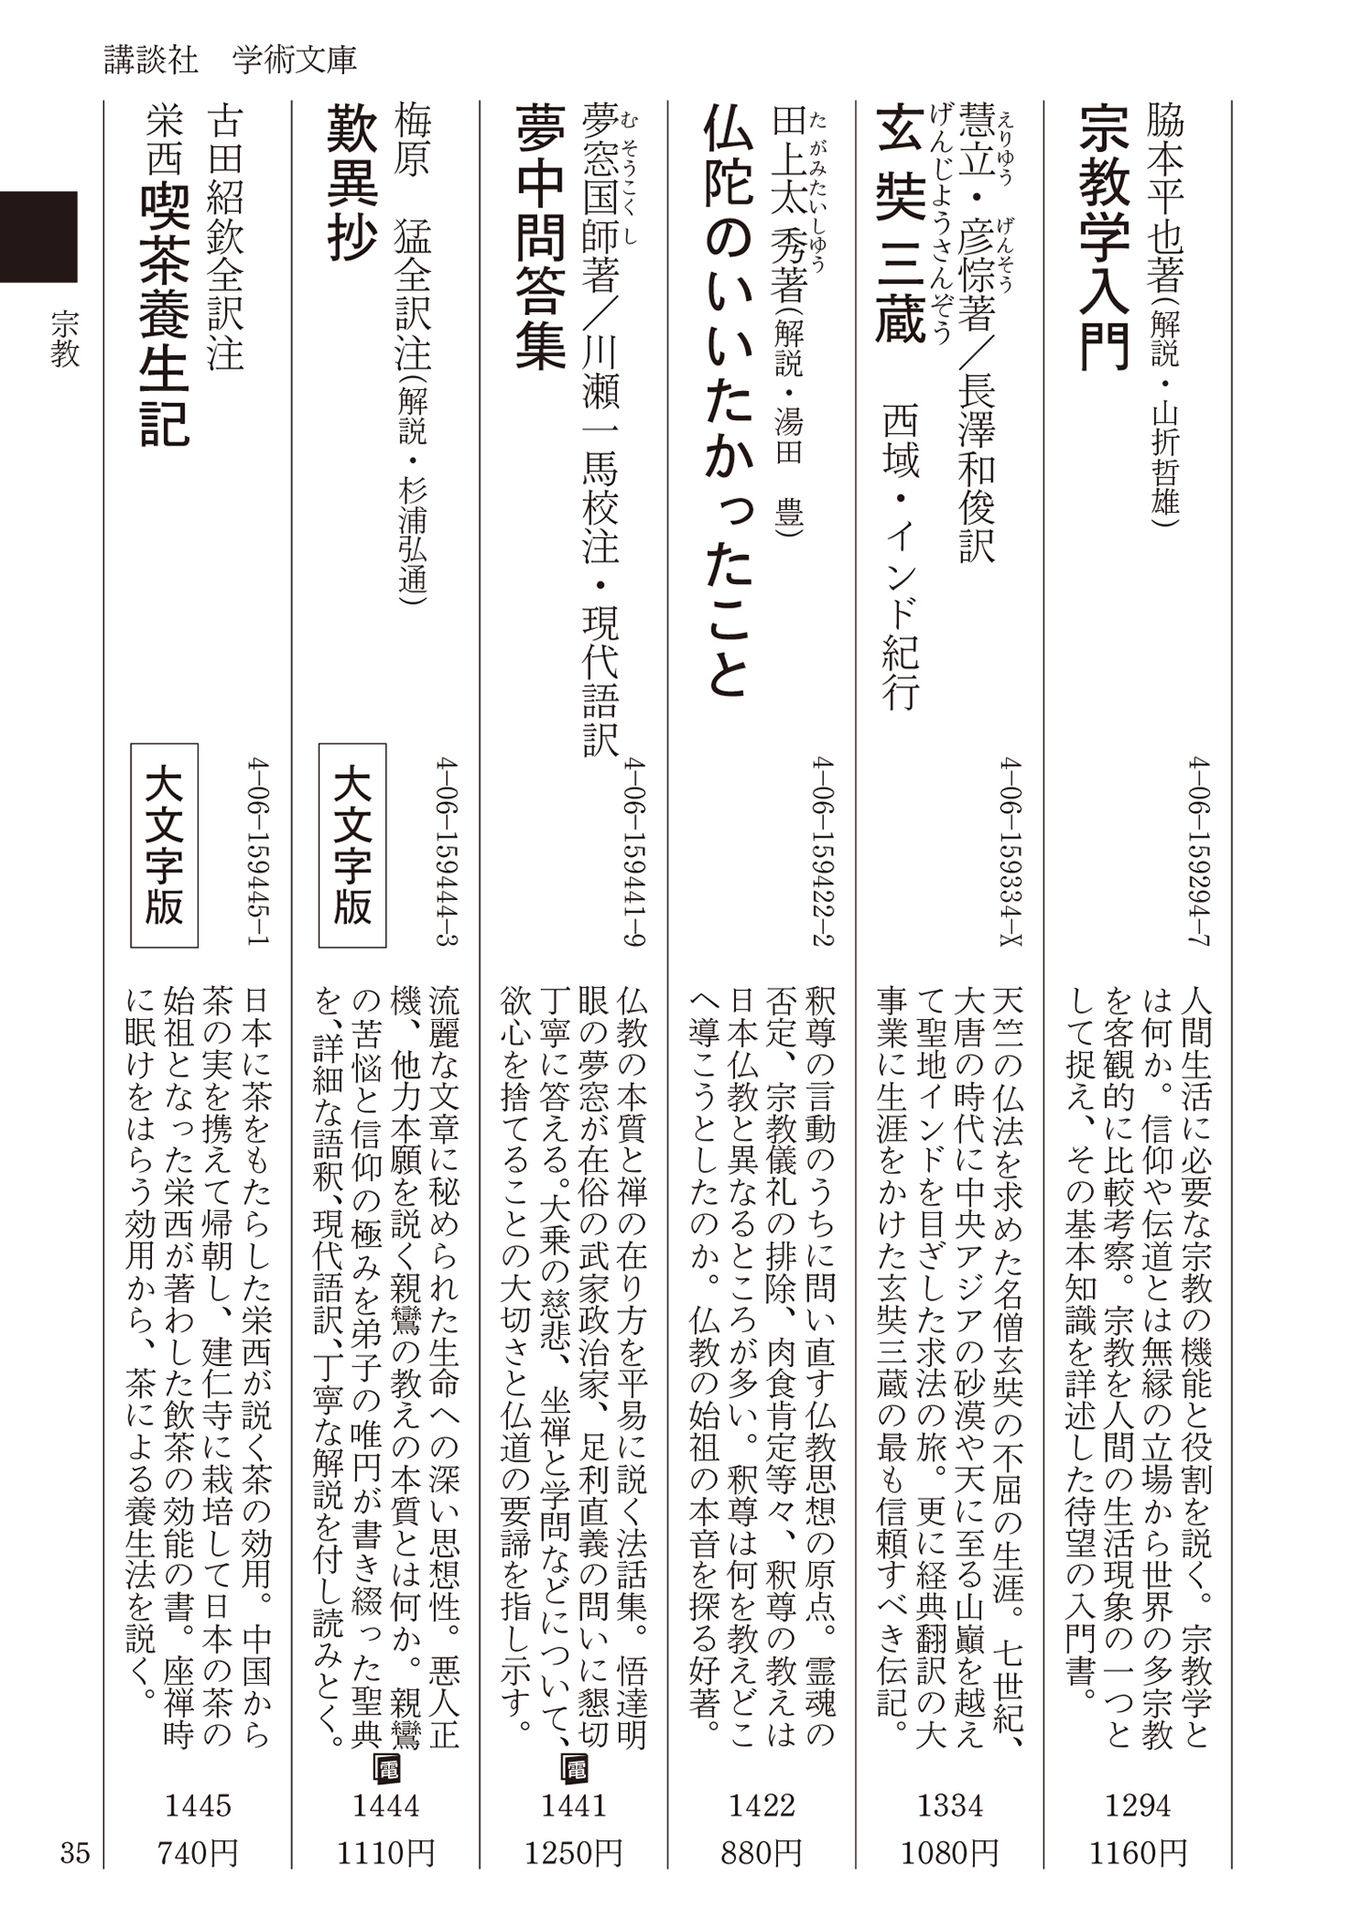 講談社　学術文庫
脇本平也著(解説・山折哲雄)
宗教学入門
4-06-159294-7
人間生活に必要な宗教の機能と役割を説く。宗教学と
は何か。信仰や伝道とは無縁の立場から世界の多宗教
を客観的に比較考察。宗教を人間の生活現象の一つと
して捉え、その基本知識を詳述した待望の入門書。
1294
1160円
えりゆう　げんそう
慧立・彦悰著／長澤和俊訳
げんじようさんぞう
玄奘三蔵　西域・インド紀行
4-06-159334-X
天竺の仏法を求めた名僧玄奘の不屈の生涯。七世紀、
大唐の時代に中央アジアの砂漠や天に至る山巓を越え
て聖地インドを目ざした求法の旅。更に経典翻訳の大
事業に生涯をかけた玄奘三蔵の最も信頼すべき伝記。
1334
1080円
たがみたいしゆう
田上太秀著(解説・湯田　豊)
仏陀のいいたかったこと
4-06-159422-2
釈尊の言動のうちに問い直す仏教思想の原点。霊魂の
否定、宗教儀礼の排除、肉食肯定等々、釈尊の教えは
日本仏教と異なるところが多い。釈尊は何を教えどこ
へ導こうとしたのか。仏教の始祖の本音を探る好著。
1422
880円
むそうこくし
夢窓国師著／川瀬一馬校注・現代語訳
夢中問答集
4-06-159441-9
仏教の本質と禅の在り方を平易に説く法話集。悟達明
眼の夢窓が在俗の武家政治家、足利直義の問いに懇切
丁寧に答える。大乗の慈悲、坐禅と学問などについて、
欲心を捨てることの大切さと仏道の要諦を指し示す。
電
1441
1250円
梅原　猛全訳注(解説・杉浦弘通)
歎異抄
4-06-159444-3
大文字版
流麗な文章に秘められた生命への深い思想性。悪人正
機、他力本願を説く親鸞の教えの本質とは何か。親鸞
の苦悩と信仰の極みを弟子の唯円が書き綴った聖典
を、詳細な語釈、現代語訳、丁寧な解説を付し読みとく。
電
1444
1110円
古田紹欽全訳注
栄西 喫茶養生記
4-06-159445-1
大文字版
日本に茶をもたらした栄西が説く茶の効用。中国から
茶の実を携えて帰朝し、建仁寺に栽培して日本の茶の
始祖となった栄西が著わした飲茶の効能の書。座禅時
に眠けをはらう効用から、茶による養生法を説く。
1445
740円
宗教
35